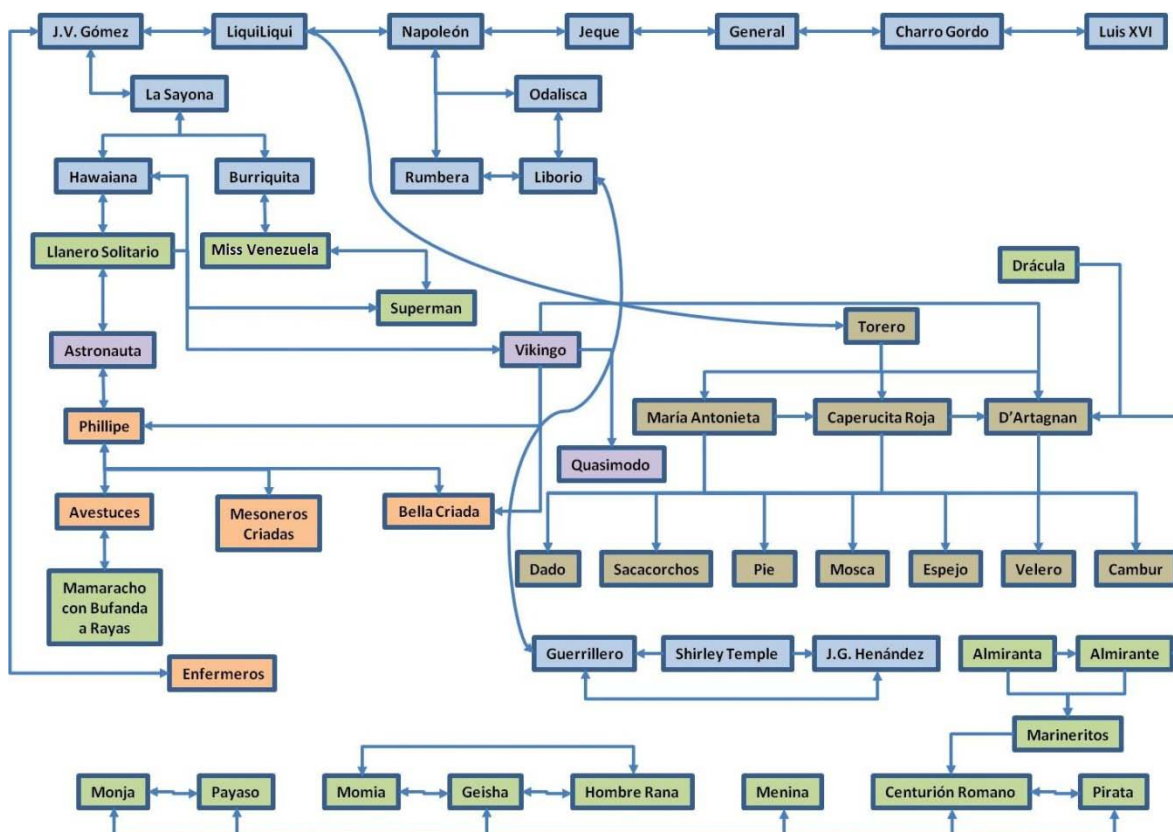 J.V. Gómez
LiquiLiqui
Napoleón
Jeque
General
Charro Gordo
Luis XVI
La Sayona
Odalisca
Hawaiana
Burriquita
Rumbera
Liborio
Llanero Solitario
Miss Venezuela
Drácula
Superman
Torero
Astronauta
Vikingo
María Antonieta
Caperucita Roja
D'Artagnan
Phillipe
Quasimodo
Avestuces
Mesoneros
Criadas
Bella Criada
Dado
Sacacorchos
Pie
Mosca
Espejo
Velero
Cambur
Mamaracho
con Bufanda
a Rayas
Guerrillero
Shirley Temple
J.G. Henández
Almiranta
Almirante
Enfermeros
Marineritos
Monja
Payaso
Momia
Geisha
Hombre Rana
Menina
Centurión Romano
Pirata